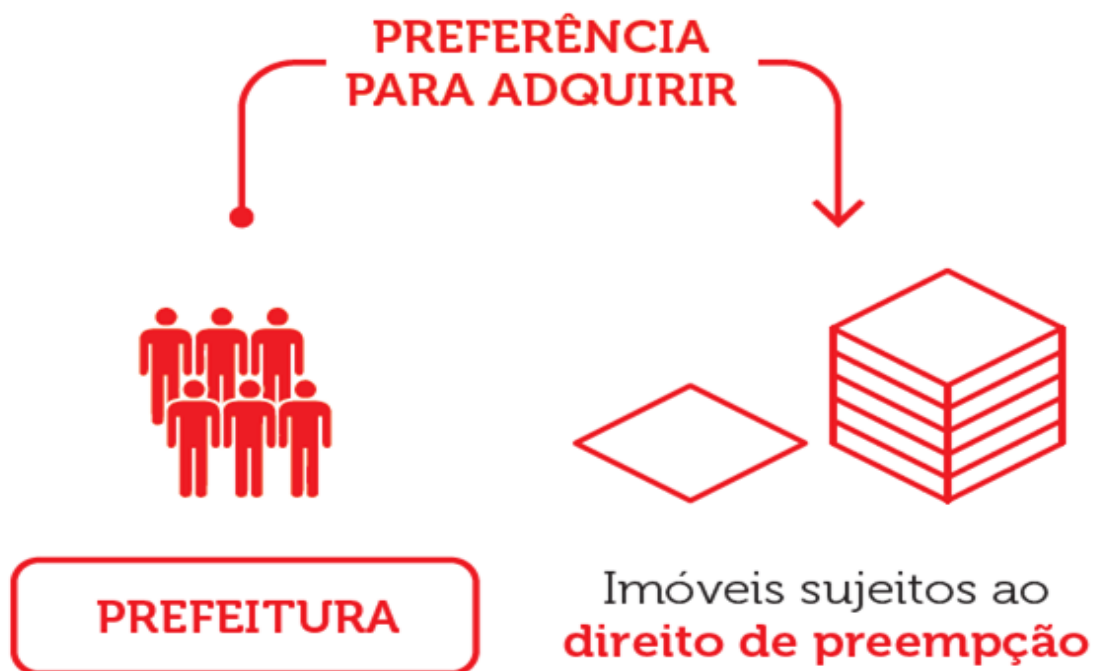 PREFERÊNCIA
PARA ADQUIRIR
PREFEITURA
Imóveis sujeitos ao
direito de preempção